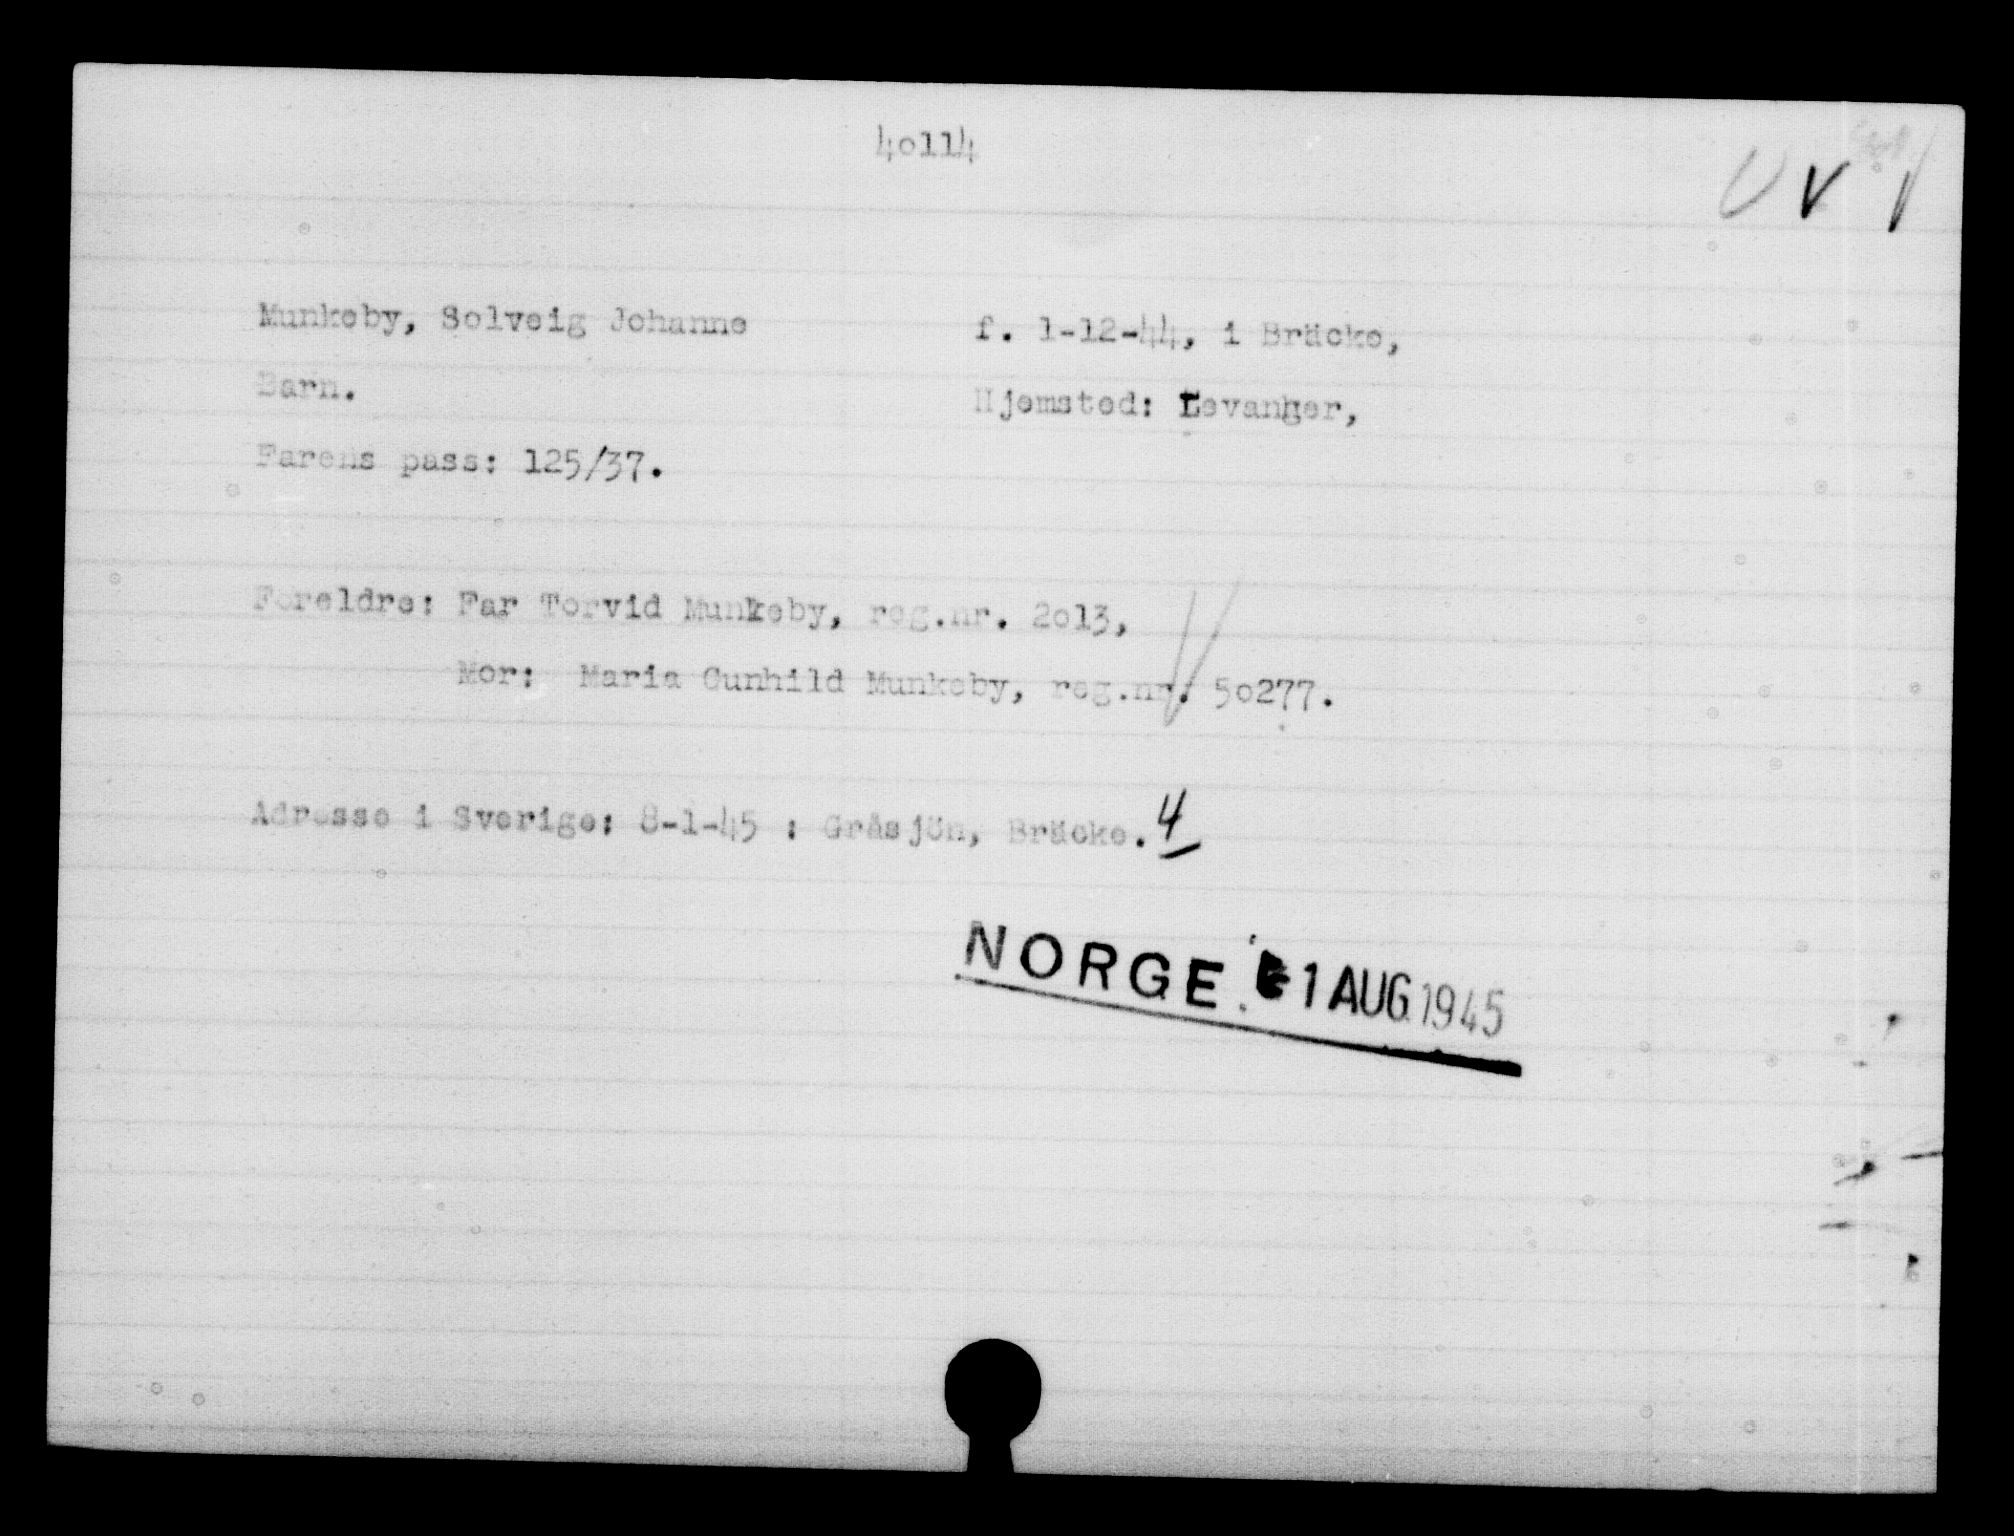 4o114
V V /
Munkeby, Solveig Johanne
f. 1-12-44, i Bräcke,
Barn.
Hjemsted: Levanger,
Farens pass: 125/37.
Foreldre: Far Torvid Munkeby, reg.nr. 2o13,
Mor: Maria Gunhild Munkeby, reg.nr. 5o277.
Adresse i Sverige: 8-1-45 : Gråsjön, Bräcke. 4
NORGE 1 AUG 1945